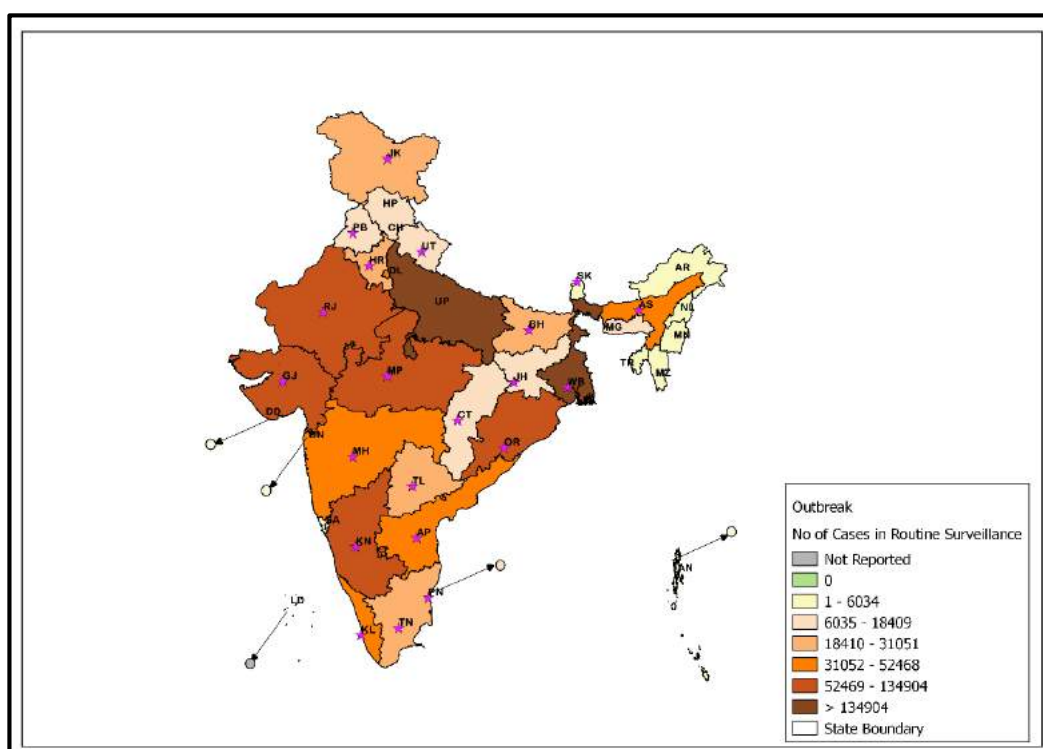 JK
HP
PB
CH
UT
HR
DL
SK
AR
RJ
UP
AS
NL
BH
MG
MN
TR
MZ
GJ
MP
JH
WB
DD
CT
DN
MH
OR
TL
GA
KN
AP
AN
PN
LD
TN
KL
Outbreak
No of Cases in Routine Surveillance
Not Reported
0
1 - 6034
6035 - 18409
18410 - 31051
31052 - 52468
52469 - 134904
> 134904
State Boundary